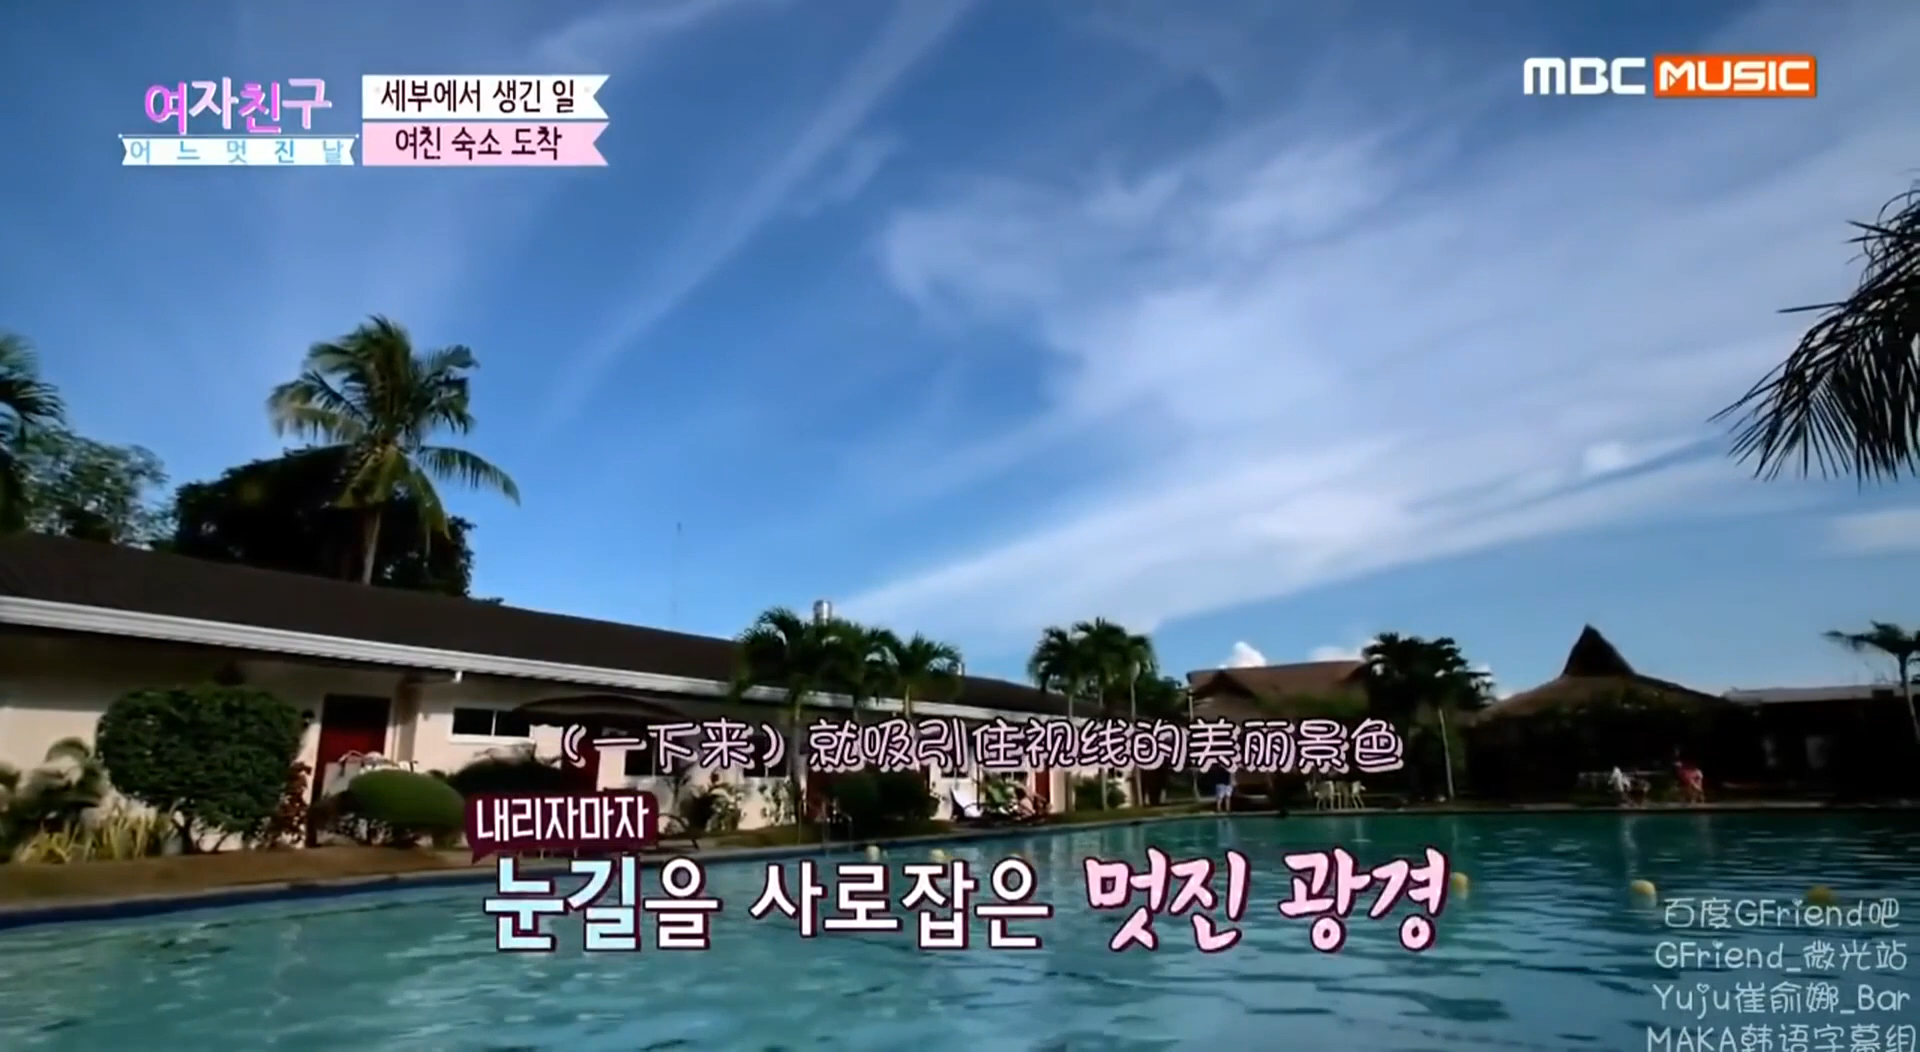 여자친구
어느 멋진 날
세부에서 생긴 일
여친 숙소 도착
MBC MUSIC
(一下来)就吸引住视线的美丽景色
내리자마자
눈길을 사로잡은 멋진 광경
百度GFriend吧
GFriend_微光站
Yuju崔俞娜_Bar
MAKA韩语字幕组